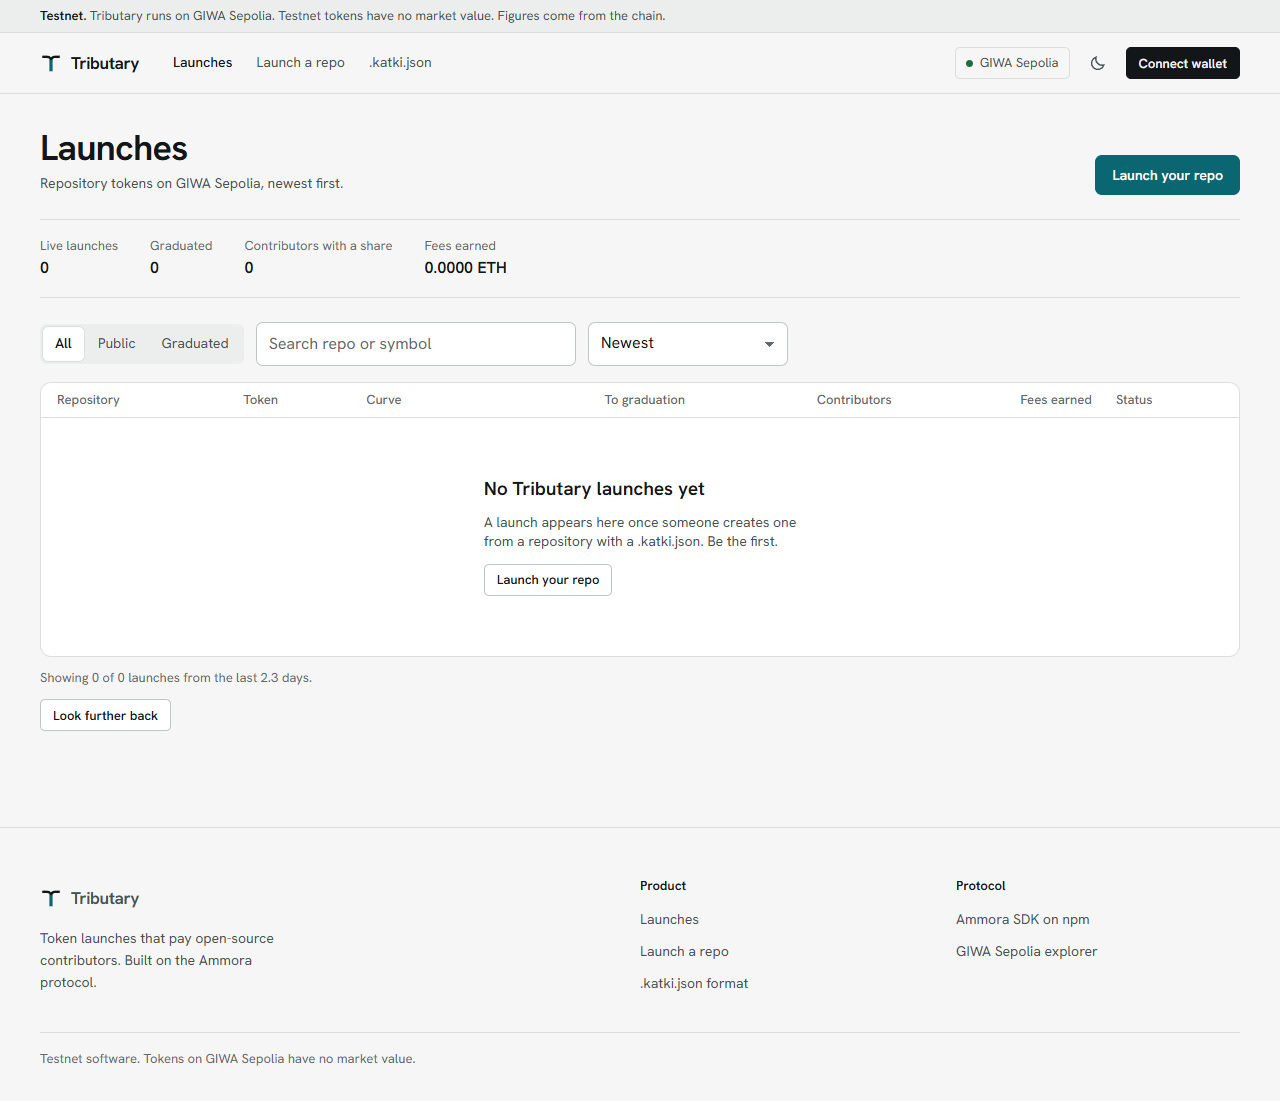 Testnet. Tributary runs on GIWA Sepolia. Testnet tokens have no market value. Figures come from the chain.
Tributary
Launches
Launch a repo
.katki.json
GIWA Sepolia
Connect wallet
Launches
Repository tokens on GIWA Sepolia, newest first.
Launch your repo
Live launches
0
Graduated
0
Contributors with a share
0
Fees earned
0.0000 ETH
All
Public
Graduated
Search repo or symbol
Newest
Repository
Token
Curve
To graduation
Contributors
Fees earned
Status
No Tributary launches yet
A launch appears here once someone creates one
from a repository with a .katki.json. Be the first.
Launch your repo
Showing 0 of 0 launches from the last 2.3 days.
Look further back
Tributary
Token launches that pay open-source
contributors. Built on the Ammora
protocol.
Product
Launches
Launch a repo
.katki.json format
Protocol
Ammora SDK on npm
GIWA Sepolia explorer
Testnet software. Tokens on GIWA Sepolia have no market value.